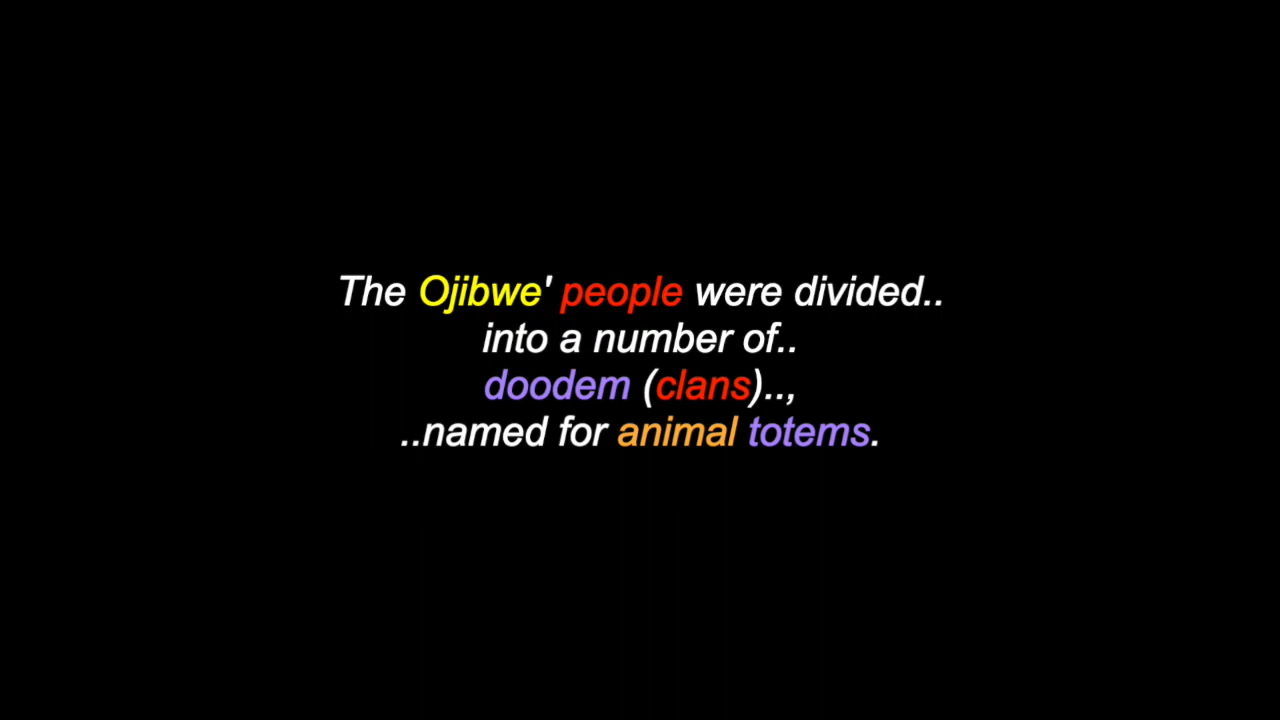 The Ojibwe' people were divided..
into a number of..
doodem (clans)..,
..named for animal totems.